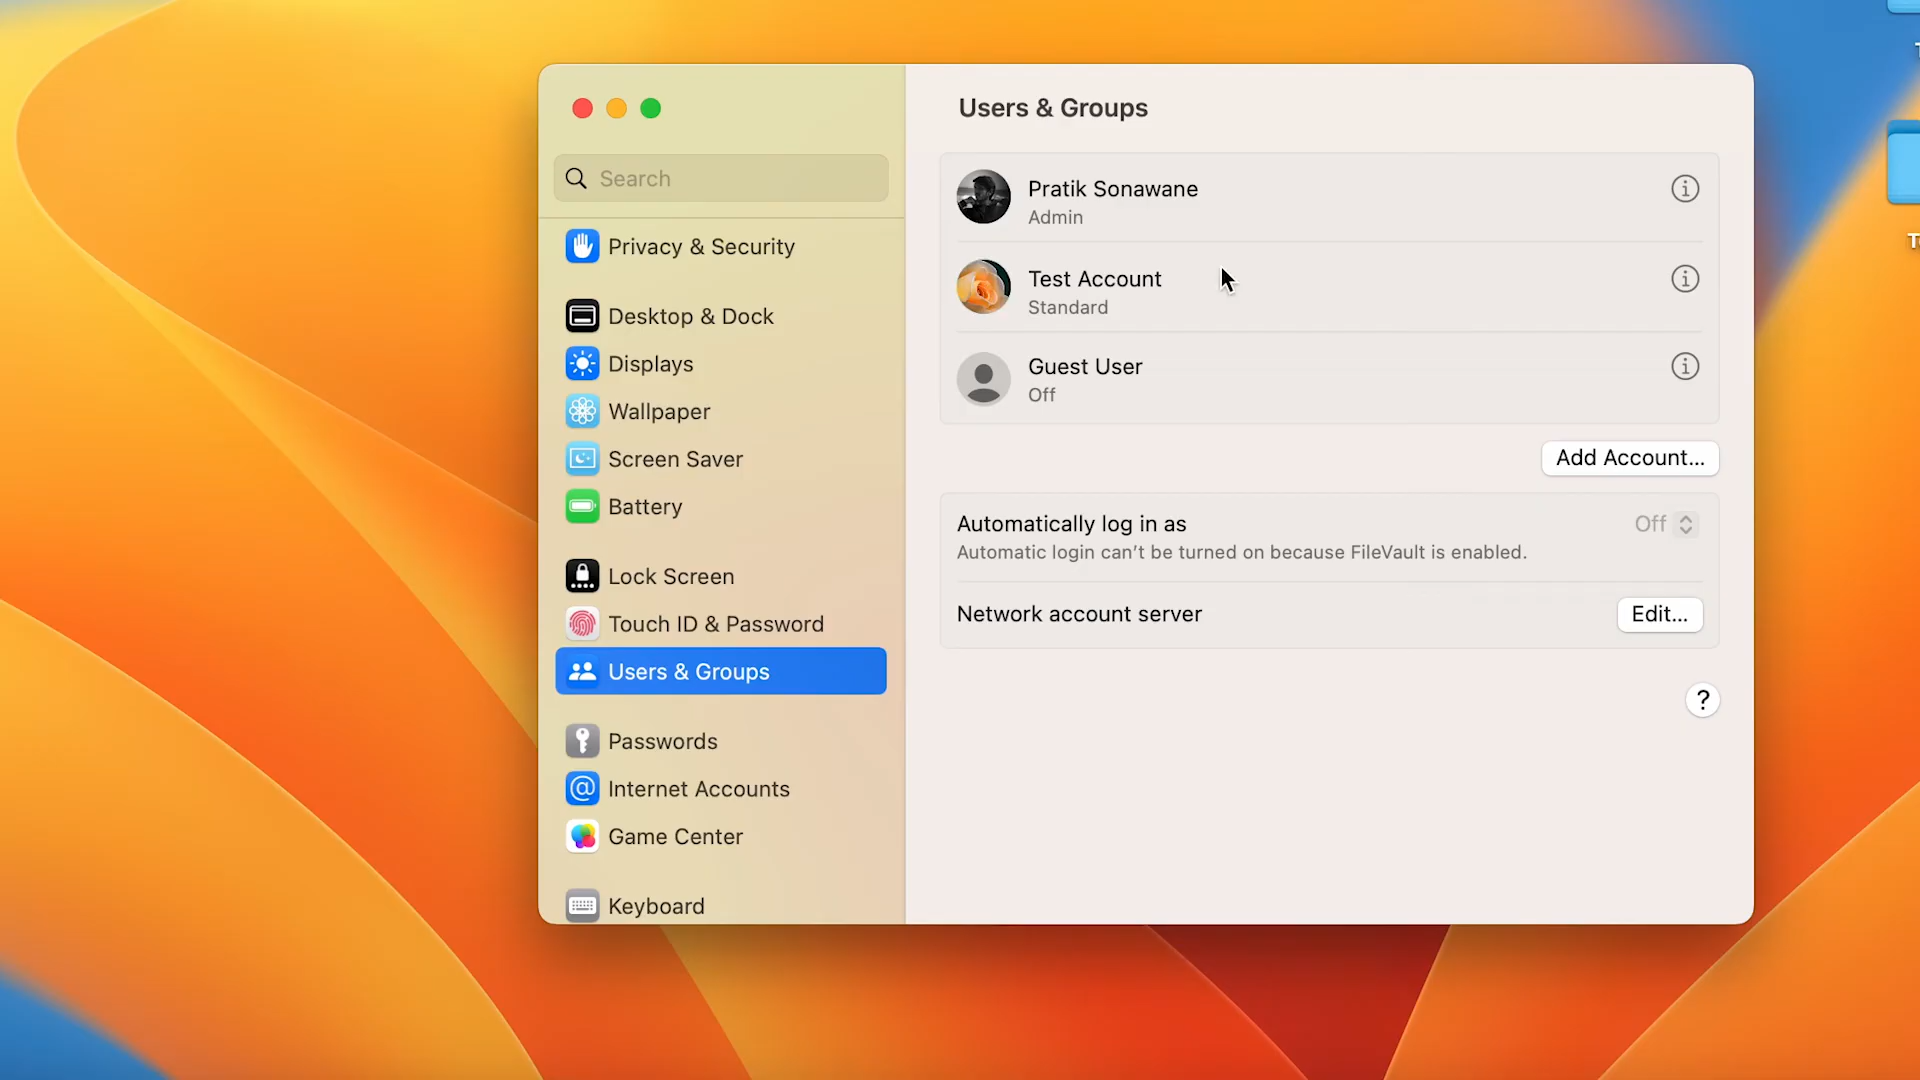 Users & Groups
Search
Privacy & Security
Desktop & Dock
Displays
Wallpaper
Screen Saver
Battery
Lock Screen
Touch ID & Password
Users & Groups
Passwords
Internet Accounts
Game Center
Keyboard
Pratik Sonawane
Admin
Test Account
Standard
Guest User
Off
Add Account...
Automatically log in as
Off
Automatic login can't be turned on because FileVault is enabled.
Network account server
Edit...
?